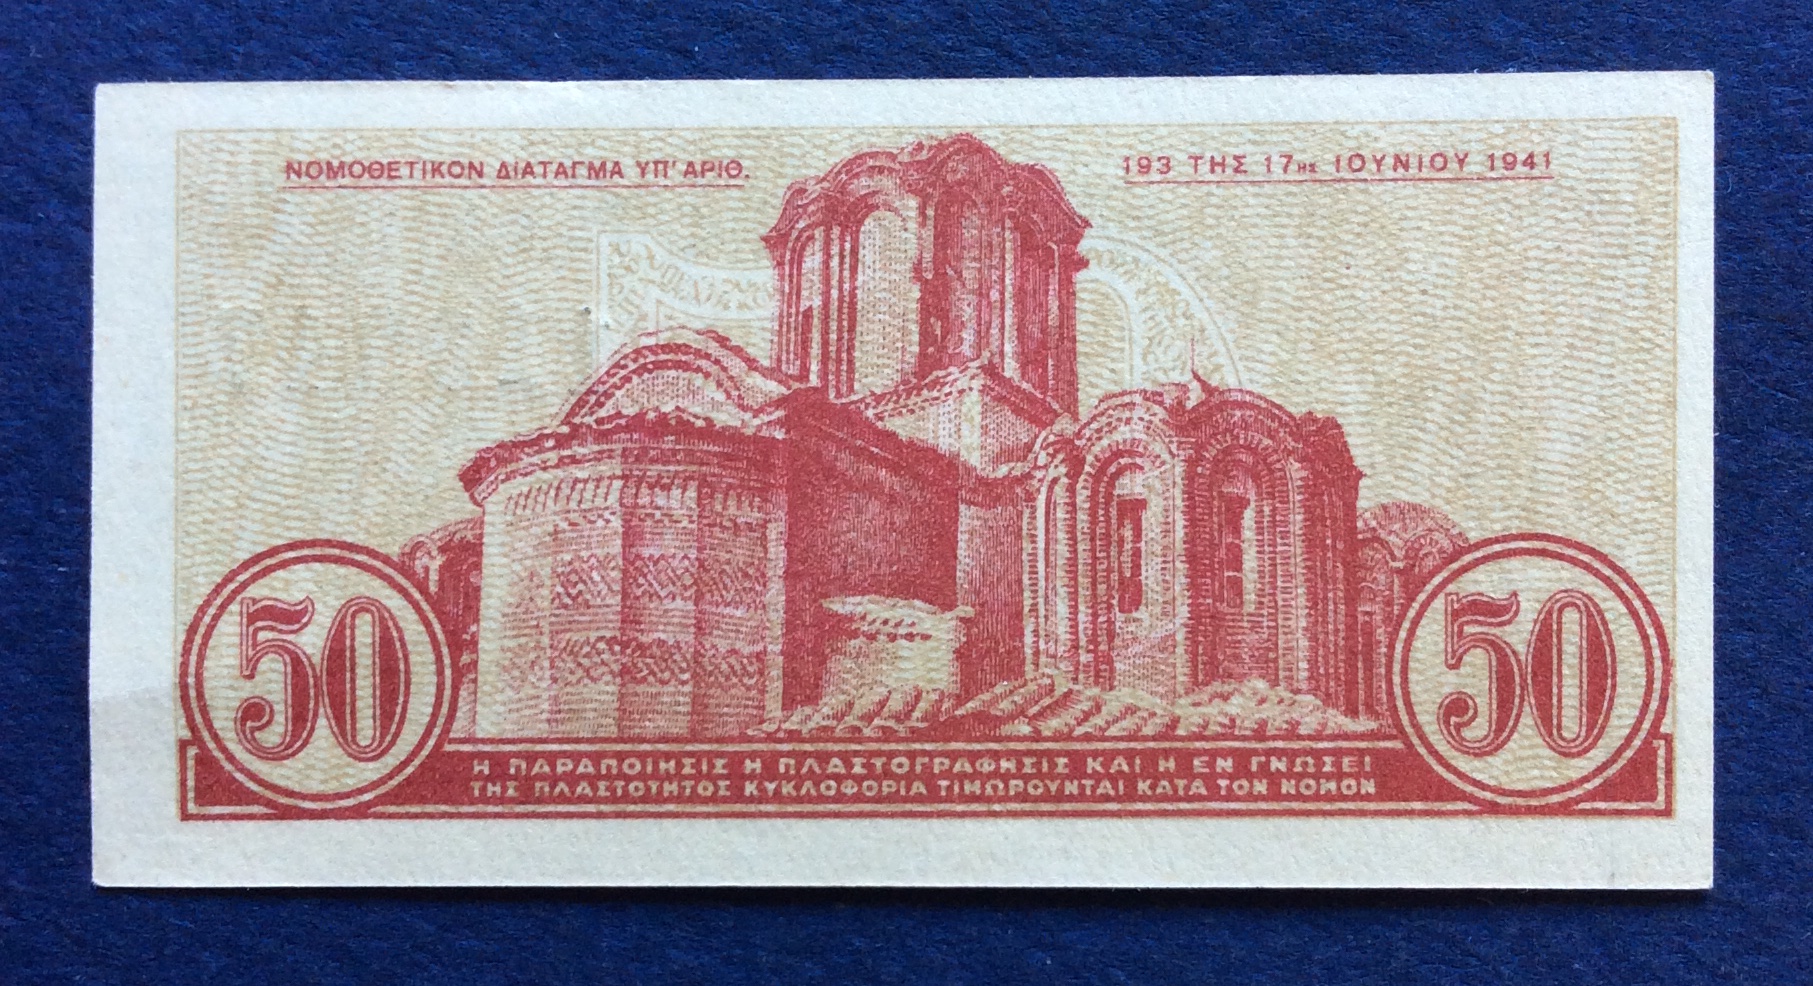 ΝΟΜΟΘΕΤΙΚΟΝ ΔΙΑΤΑΓΜΑ ΥΠ' ΑΡΙΘ. 193 ΤΗΣ 17ΗΣ ΙΟΥΝΙΟΥ 1941
50 50
Η ΠΑΡΑΠΟΙΗΣΙΣ Η ΠΛΑΣΤΟΓΡΑΦΗΣΙΣ ΚΑΙ Η ΕΝ ΓΝΩΣΕΙ
ΤΗΣ ΠΛΑΣΤΟΤΗΤΟΣ ΚΥΚΛΟΦΟΡΙΑ ΤΙΜΩΡΟΥΝΤΑΙ ΚΑΤΑ ΤΟΝ ΝΟΜΟΝ